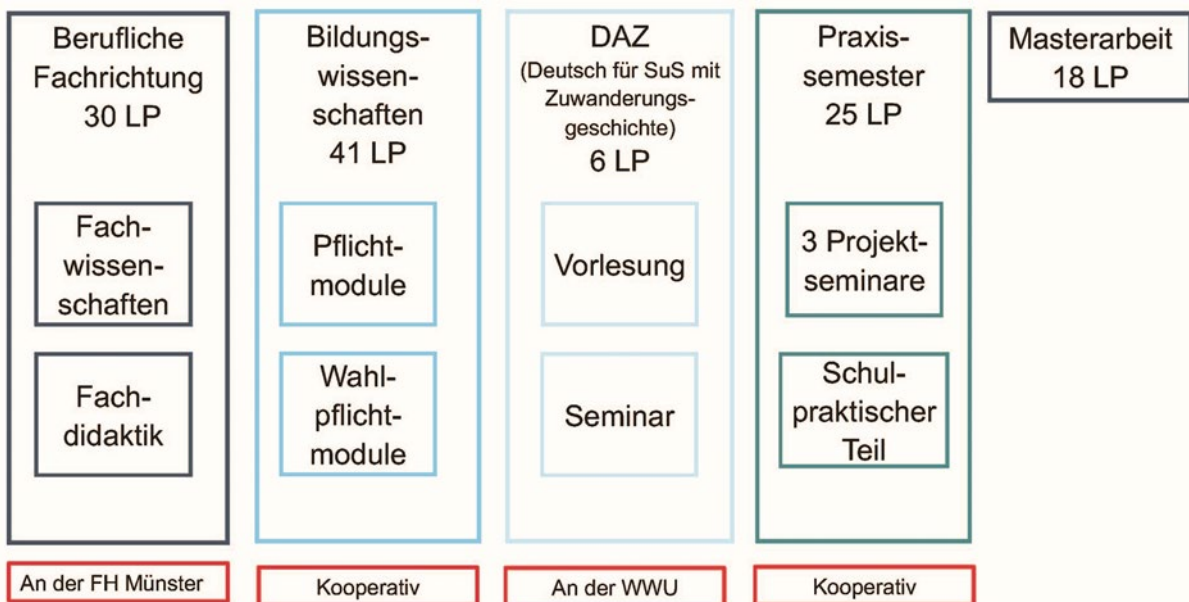 Berufliche
Fachrichtung
30 LP
Fach-
wissen-
schaften
Fach-
didaktik
An der FH Münster
Bildungs-
wissen-
schaften
41 LP
Pflicht-
module
Wahl-
pflicht-
module
Kooperativ
DAZ
(Deutsch für SuS mit
Zuwanderungs-
geschichte)
6 LP
Vorlesung
Seminar
An der WWU
Praxis-
semester
25 LP
3 Projekt-
seminare
Schul-
praktischer
Teil
Kooperativ
Masterarbeit
18 LP